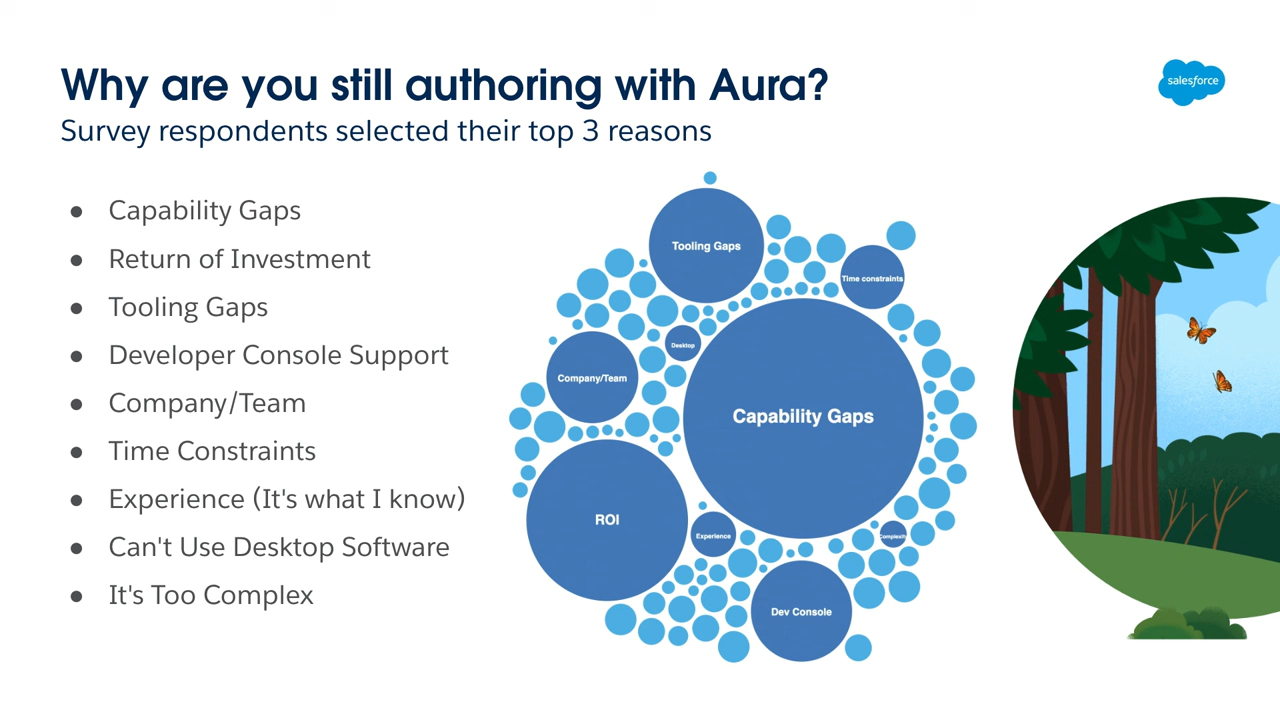 Why are you still authoring with Aura?
Survey respondents selected their top 3 reasons
salesforce
● Capability Gaps
● Return of Investment
● Tooling Gaps
● Developer Console Support
● Company/Team
● Time Constraints
● Experience (It's what I know)
● Can't Use Desktop Software
● It's Too Complex
Tooling Gaps
Time constraints
Desktop
Company/Team
Capability Gaps
ROI
Experience
Complexity
Dev Console